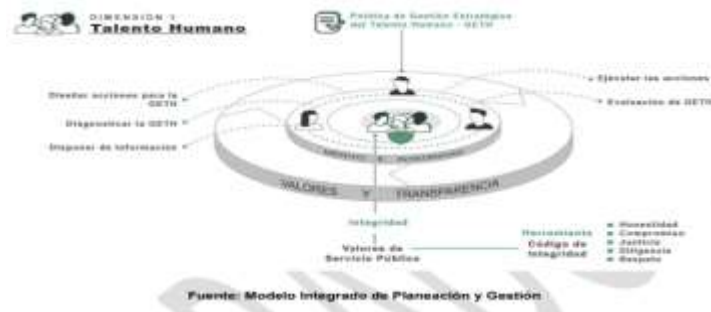 DIMENSIÓN 1
Talento Humano
Política de Gestión Estratégica
del Talento Humano - GETH
Diseñar acciones para la
GETH
Diagnosticar la GETH
Disponer de información
Ejecutar las acciones
Evaluación de GETH
VALORES Y TRANSPARENCIA
Integridad
Valores de
Servicio Público
Herramienta
Código de
Integridad
Honestidad
Compromiso
Justicia
Diligencia
Respeto
Fuente: Modelo Integrado de Planeación y Gestión